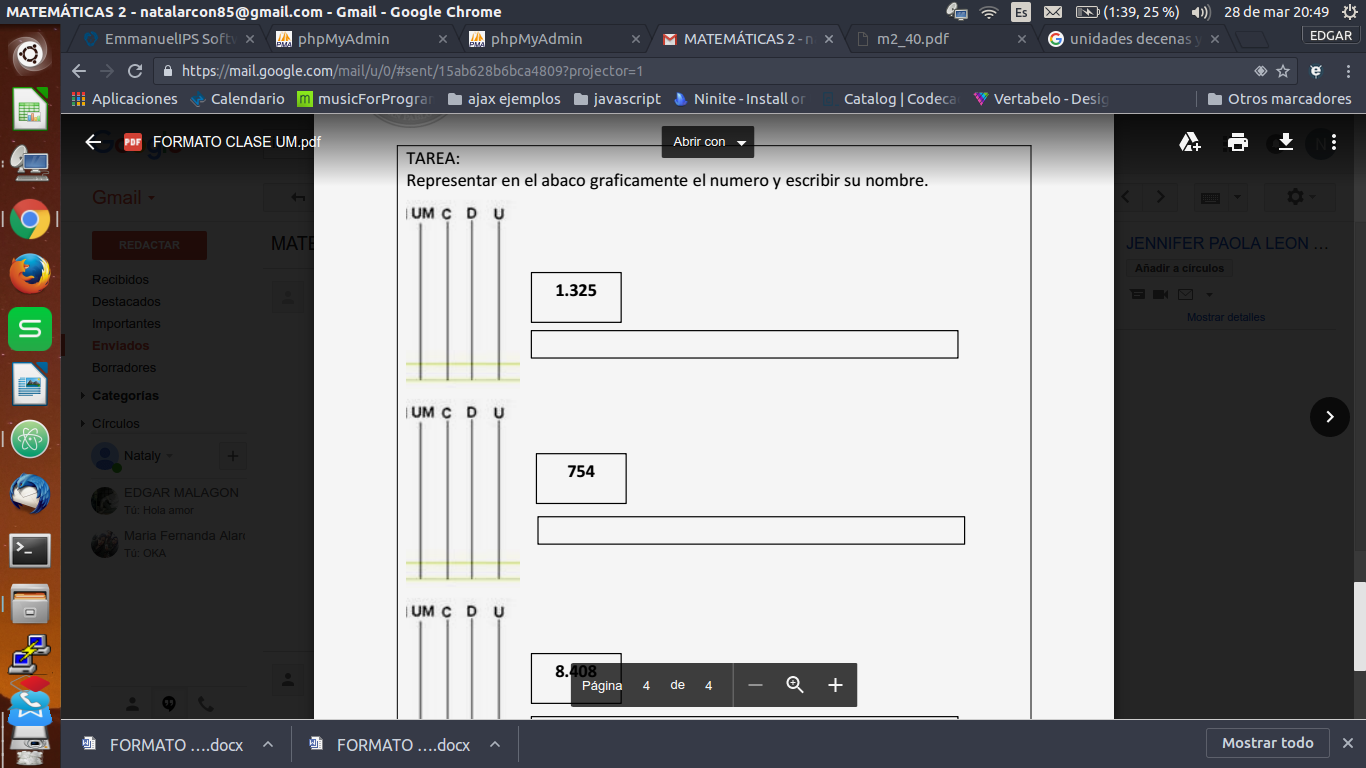 MATEMÁTICAS 2 - natalarcon85@gmail.com - Gmail - Google Chrome
Es
(1:39, 25 %)
28 de mar 20:49
EmmanuelIPS Softw
phpMyAdmin
phpMyAdmin
MATEMÁTICAS 2 - n
m2_40.pdf
unidades decenas y
EDGAR
https://mail.google.com/mail/u/0/#sent/15ab628b6bca4809?projector=1
Aplicaciones
Calendario
musicForPrograr
ajax ejemplos
javascript
Ninite - Install or
Catalog | Codeca
Vertabelo - Desig
Otros marcadores
PDF
FORMATO CLASE UM.pdf
Abrir con
Gmail
REDACTAR
MATE
Recibidos
Destacados
Importantes
Enviados
Borradores
Categorías
Círculos
Nataly
EDGAR MALAGON
Tú: Hola amor
Maria Fernanda Alan
Tú: OKA
TAREA:
Representar en el abaco graficamente el numero y escribir su nombre.
UM C D U
1.325
UM C D U
754
UM C D U
8.408
Página 4 de 4
JENNIFER PAOLA LEON ...
Añadir a círculos
Mostrar detalles
FORMATO ....docx
FORMATO ....docx
Mostrar todo